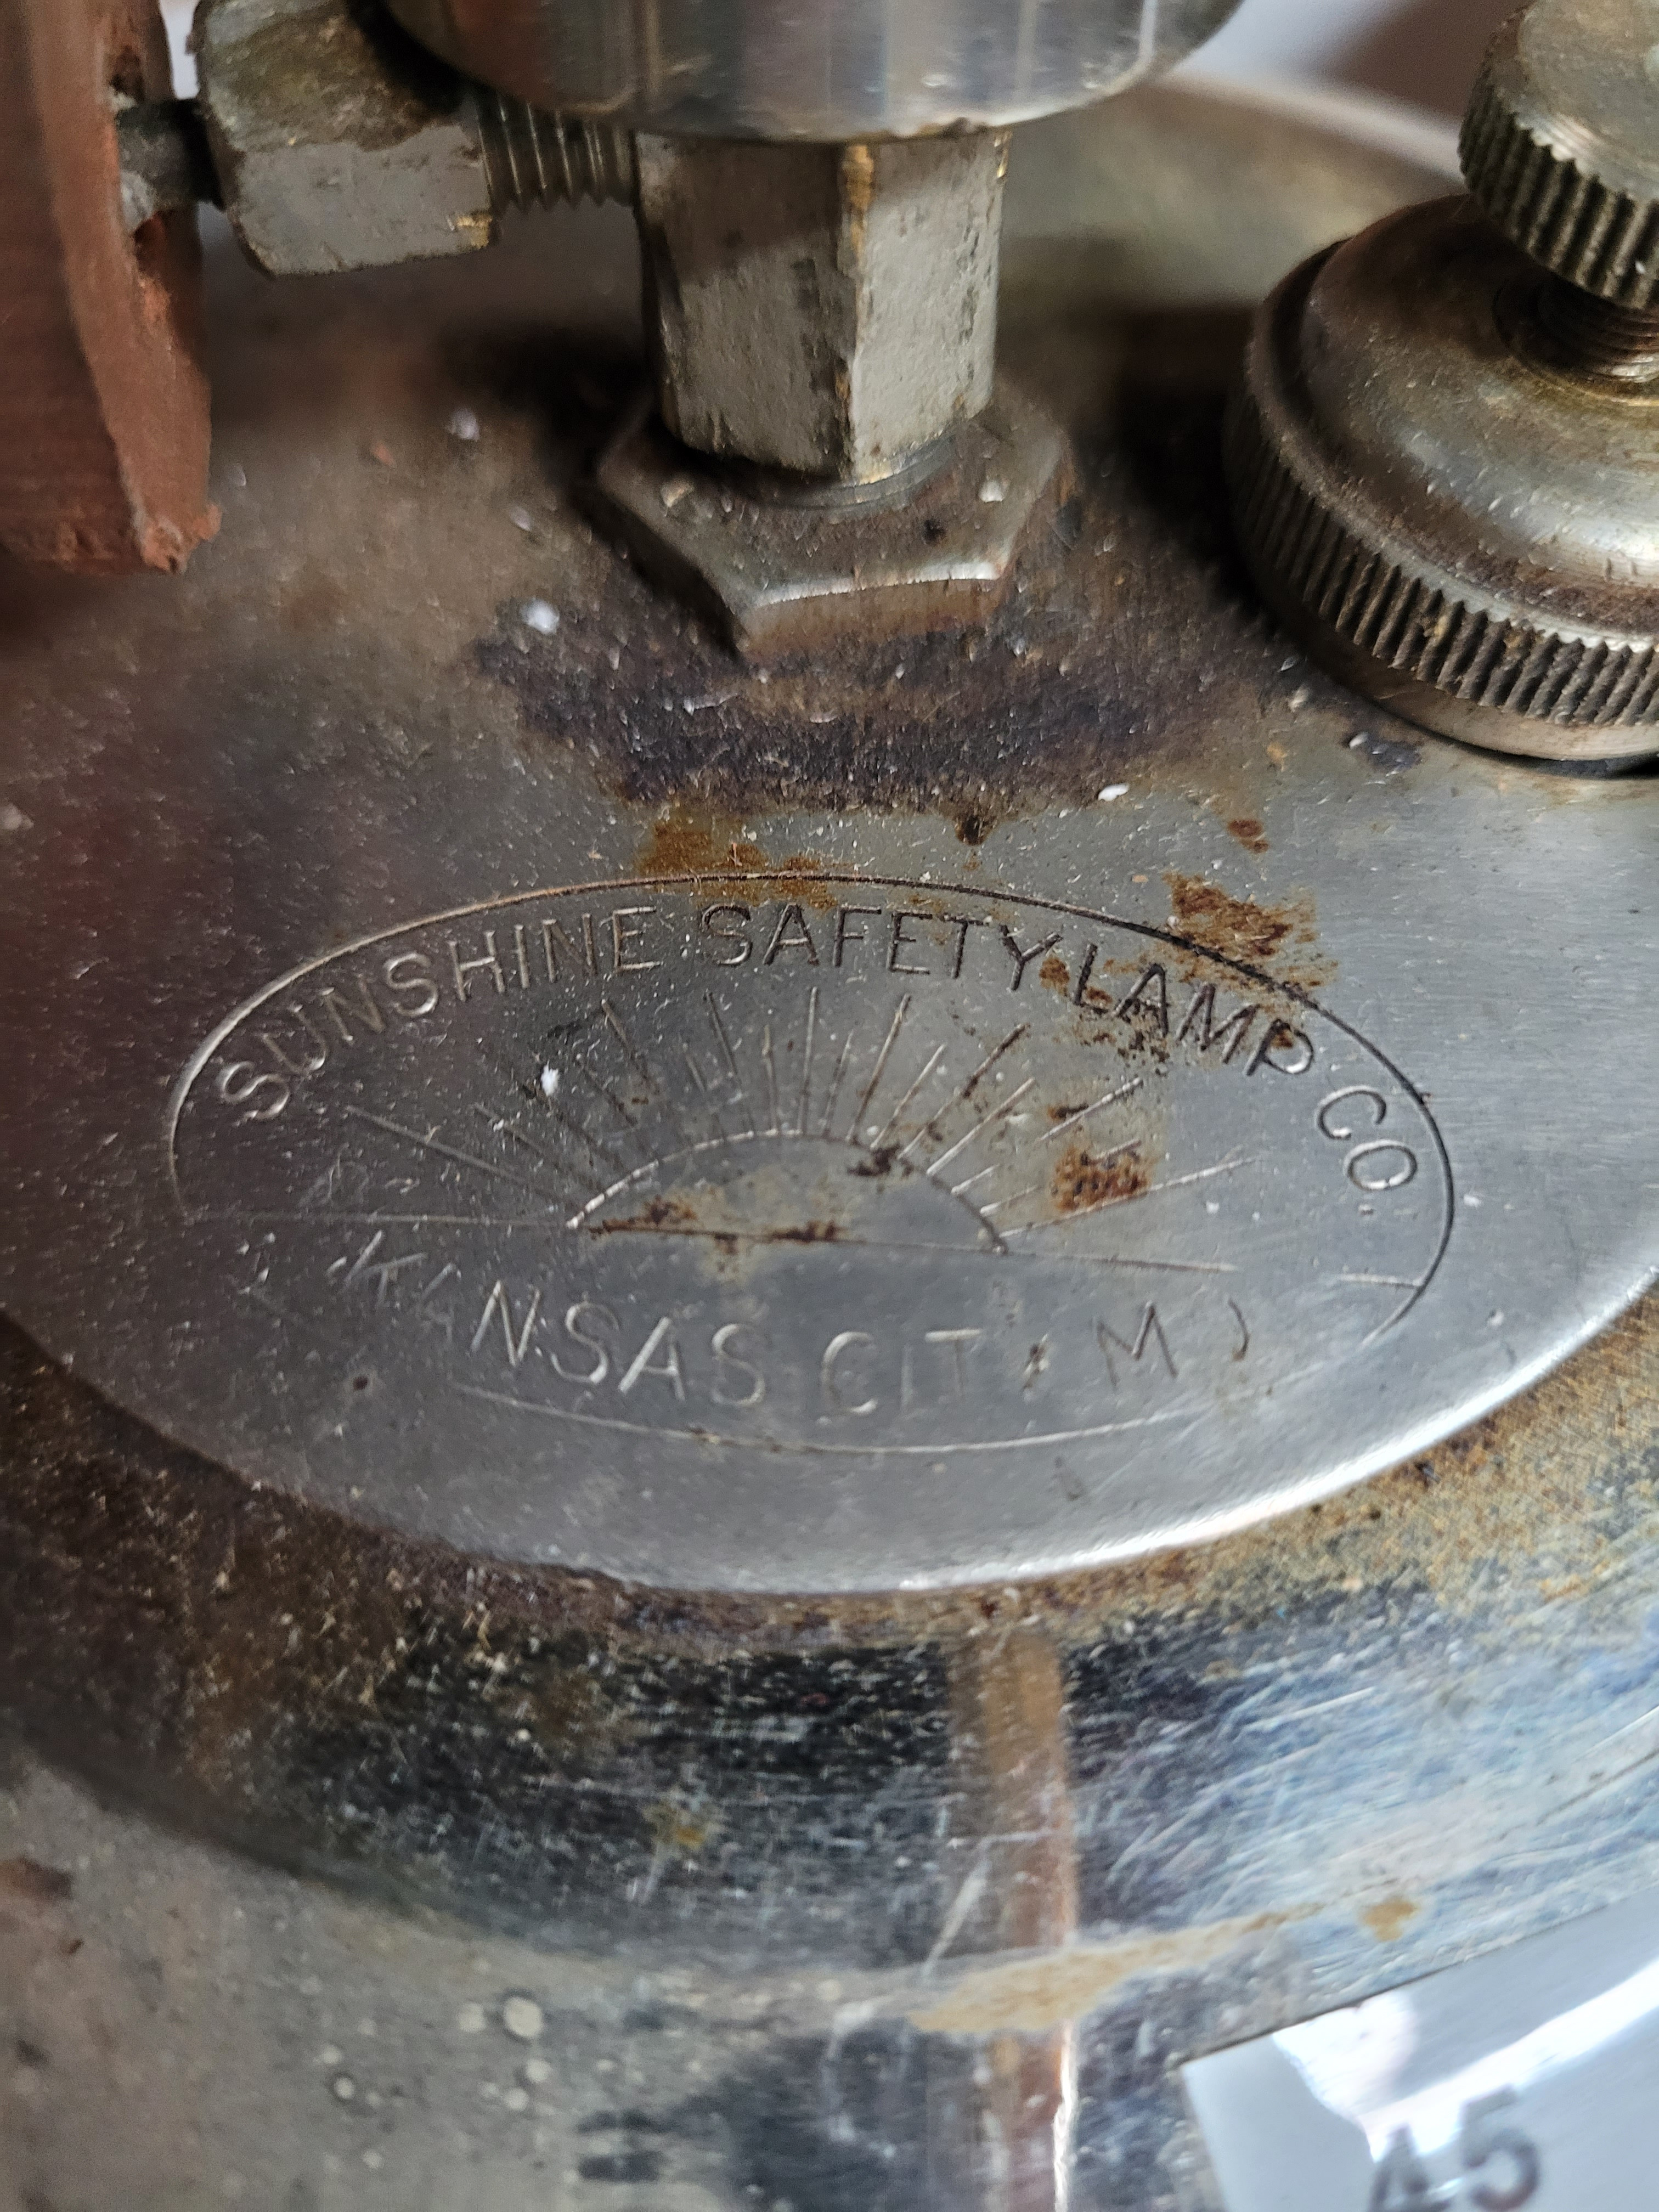 SUNSHINE SAFETY LAMP CO.
KANSAS CITY MO
45